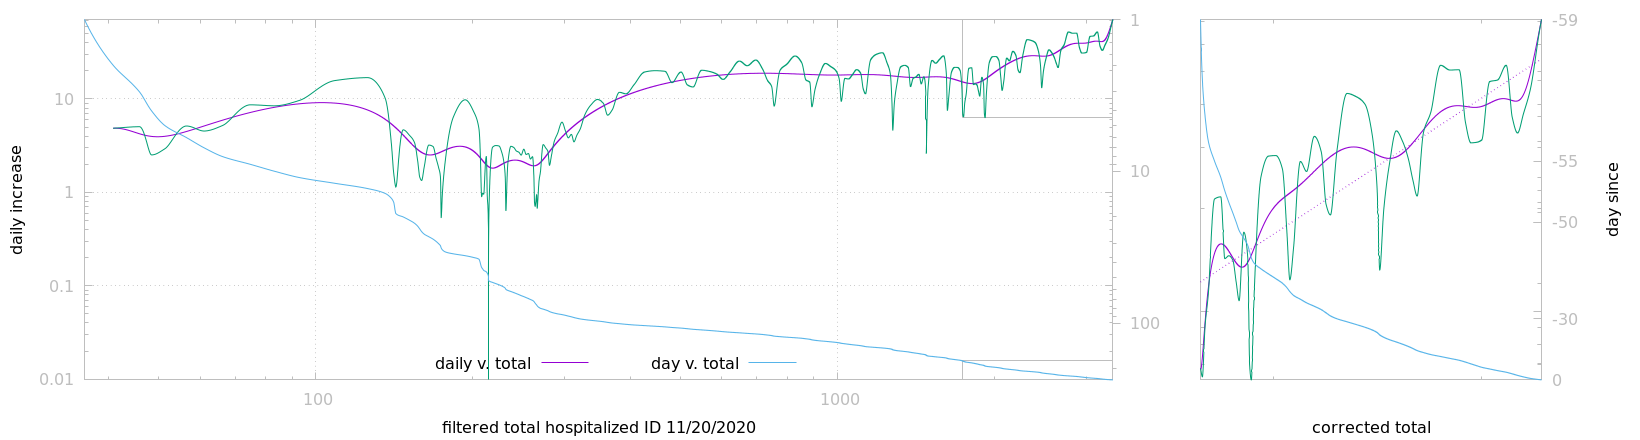 1
-59
10
10
daily increase
-55
1
-50
day since
0.1
-30
100
daily v. total
day v. total
0.01
0
100
1000
filtered total hospitalized ID 11/20/2020
corrected total